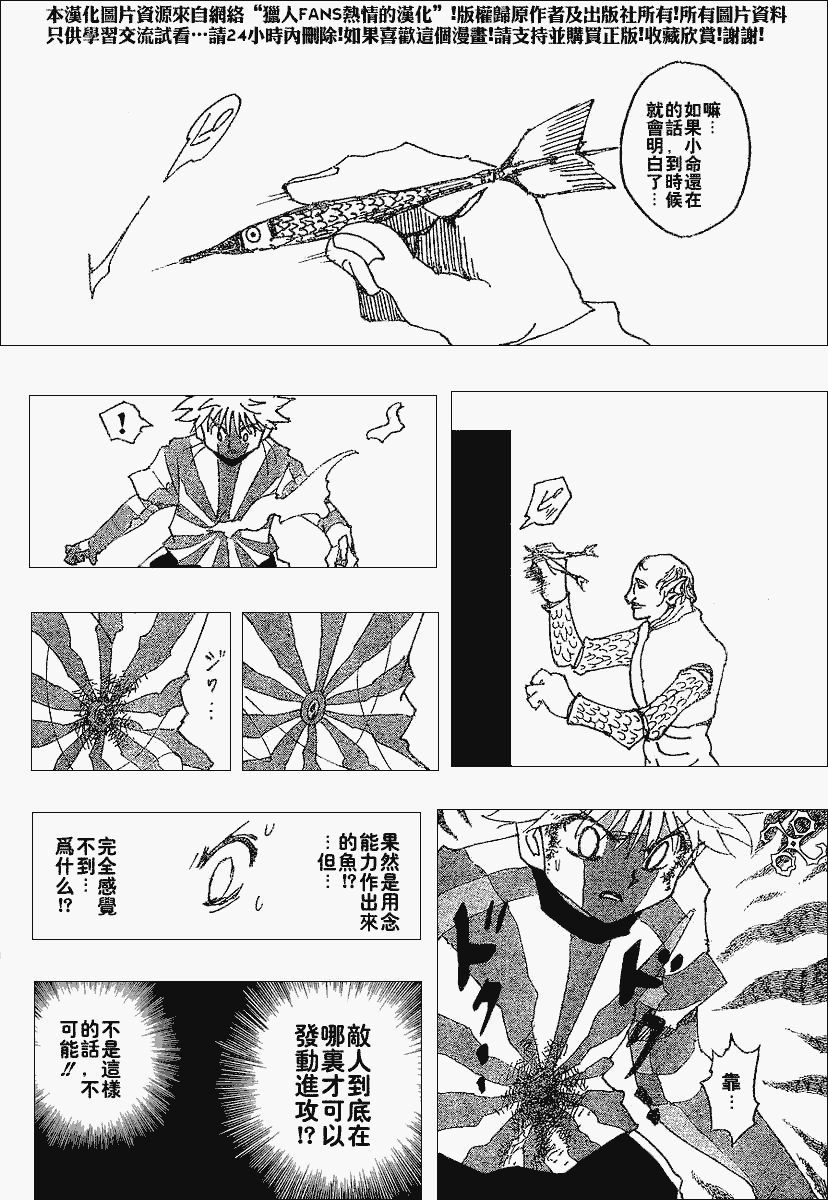 本漢化圖片資源來自網絡“獵人FANS熱情的漢化”!版權歸原作者及出版社所有!所有圖片資料
只供學習交流試看…請24小時內刪除!如果喜歡這個漫畫!請支持並購買正版!收藏欣賞!謝謝!
嘛…
如果小命還在
的話,到時候
就會明白了…
ヒョ
ヒョ
!
ジワ…
果然是用念
能力作出來
的魚!?
…但…
完全感覺
不到…
爲什么!?
ドクドク
靠…
敵人到底在
哪裏才可以
發動進攻!?
不是這樣
的話,不
可能!!